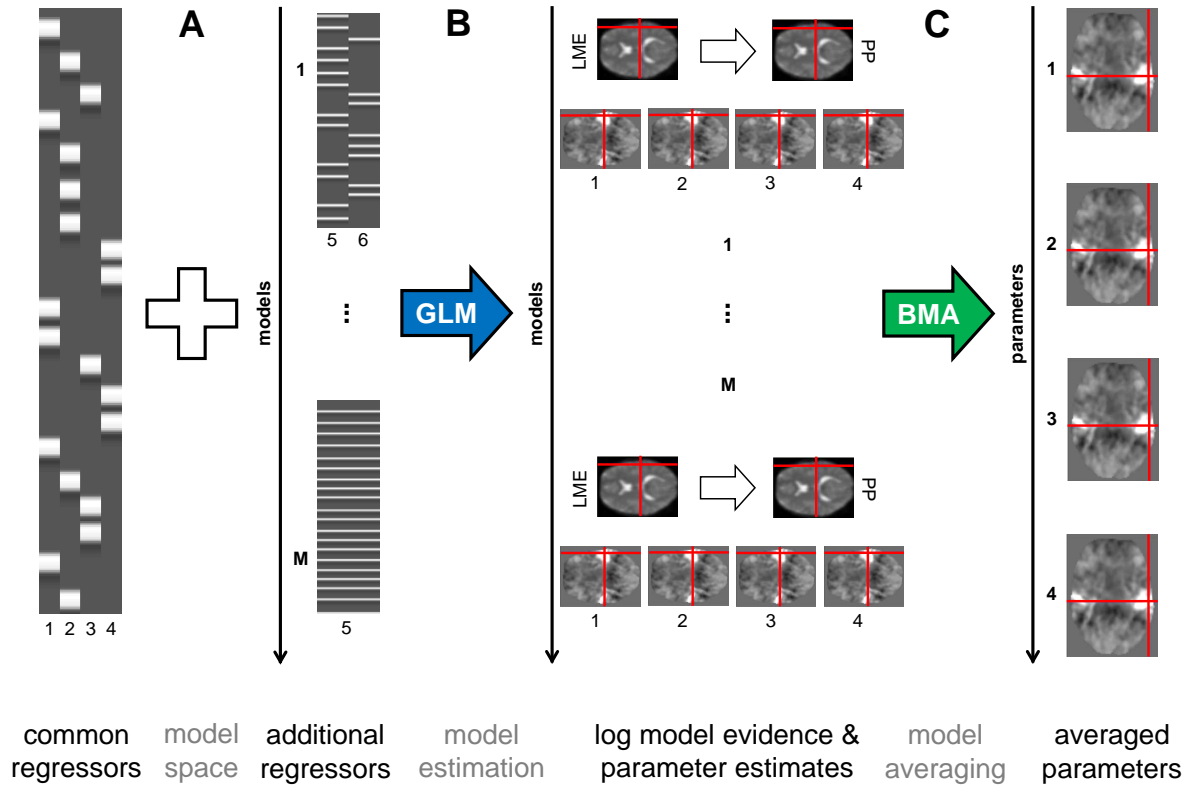 A
B
C
1
5 6
⋮
M
5
models
GLM
models
LME
PP
1 2 3 4
1
⋮
M
LME
PP
1 2 3 4
BMA
parameters
1
2
3
4
1 2 3 4
common regressors
model space
additional regressors
model estimation
log model evidence & parameter estimates
model averaging
averaged parameters